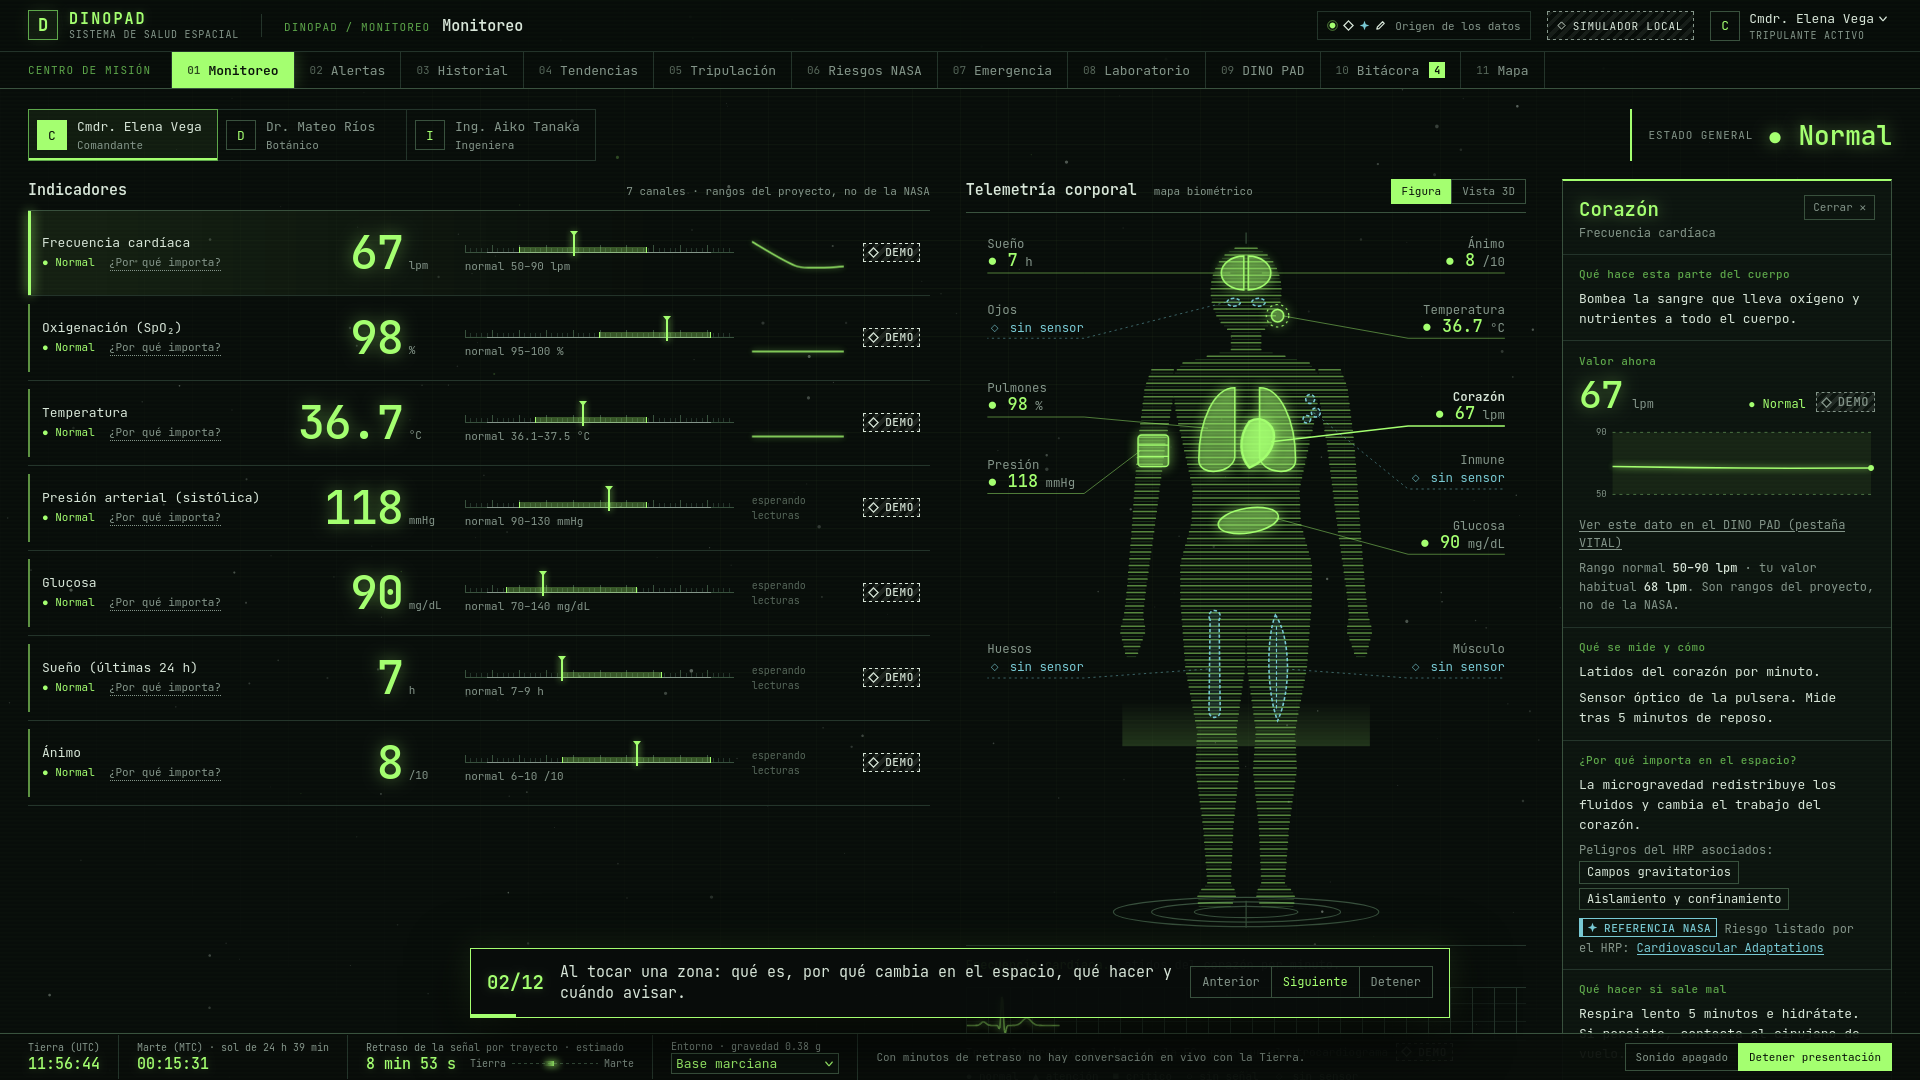 D
DINOPAD
SISTEMA DE SALUD ESPACIAL
DINOPAD / MONITOREO Monitoreo
Origen de los datos
SIMULADOR LOCAL
C
Cmdr. Elena Vega
TRIPULANTE ACTIVO
CENTRO DE MISIÓN
01 Monitoreo
02 Alertas
03 Historial
04 Tendencias
05 Tripulación
06 Riesgos NASA
07 Emergencia
08 Laboratorio
09 DINO PAD
10 Bitácora 4
11 Mapa
C
Cmdr. Elena Vega
Comandante
D
Dr. Mateo Ríos
Botánico
I
Ing. Aiko Tanaka
Ingeniera
ESTADO GENERAL ● Normal
Indicadores
7 canales · rangos del proyecto, no de la NASA
Frecuencia cardíaca
● Normal ¿Por qué importa?
67 lpm
normal 50–90 lpm
DEMO
Oxigenación (SpO₂)
● Normal ¿Por qué importa?
98 %
normal 95–100 %
DEMO
Temperatura
● Normal ¿Por qué importa?
36.7 °C
normal 36.1–37.5 °C
DEMO
Presión arterial (sistólica)
● Normal ¿Por qué importa?
118 mmHg
normal 90–130 mmHg
esperando
lecturas
DEMO
Glucosa
● Normal ¿Por qué importa?
90 mg/dL
normal 70–140 mg/dL
esperando
lecturas
DEMO
Sueño (últimas 24 h)
● Normal ¿Por qué importa?
7 h
normal 7–9 h
esperando
lecturas
DEMO
Ánimo
● Normal ¿Por qué importa?
8 /10
normal 6–10 /10
esperando
lecturas
DEMO
Telemetría corporal mapa biométrico
Figura
Vista 3D
Sueño
● 7 h
Ánimo
● 8 /10
Ojos
◇ sin sensor
Temperatura
● 36.7 °C
Pulmones
● 98 %
Corazón
● 67 lpm
Presión
● 118 mmHg
Inmune
◇ sin sensor
Glucosa
● 90 mg/dL
Huesos
◇ sin sensor
Músculo
◇ sin sensor
Corazón
Frecuencia cardíaca
Cerrar ×
Qué hace esta parte del cuerpo
Bombea la sangre que lleva oxígeno y
nutrientes a todo el cuerpo.
Valor ahora
67 lpm
● Normal
DEMO
90
50
Ver este dato en el DINO PAD (pestaña
VITAL)
Rango normal 50–90 lpm · tu valor
habitual 68 lpm. Son rangos del proyecto,
no de la NASA.
Qué se mide y cómo
Latidos del corazón por minuto.
Sensor óptico de la pulsera. Mide
tras 5 minutos de reposo.
¿Por qué importa en el espacio?
La microgravedad redistribuye los
fluidos y cambia el trabajo del
corazón.
Peligros del HRP asociados:
Campos gravitatorios
Aislamiento y confinamiento
REFERENCIA NASA Riesgo listado por
el HRP: Cardiovascular Adaptations
Qué hacer si sale mal
Respira lento 5 minutos e hidrátate.
02/12
Al tocar una zona: qué es, por qué cambia en el espacio, qué hacer y
cuándo avisar.
Anterior
Siguiente
Detener
Tierra (UTC)
11:56:44
Marte (MTC) · sol de 24 h 39 min
00:15:31
Retraso de la señal por trayecto · estimado
8 min 53 s Tierra Marte
Entorno · gravedad 0.38 g
Base marciana
Con minutos de retraso no hay conversación en vivo con la Tierra.
Sonido apagado
Detener presentación